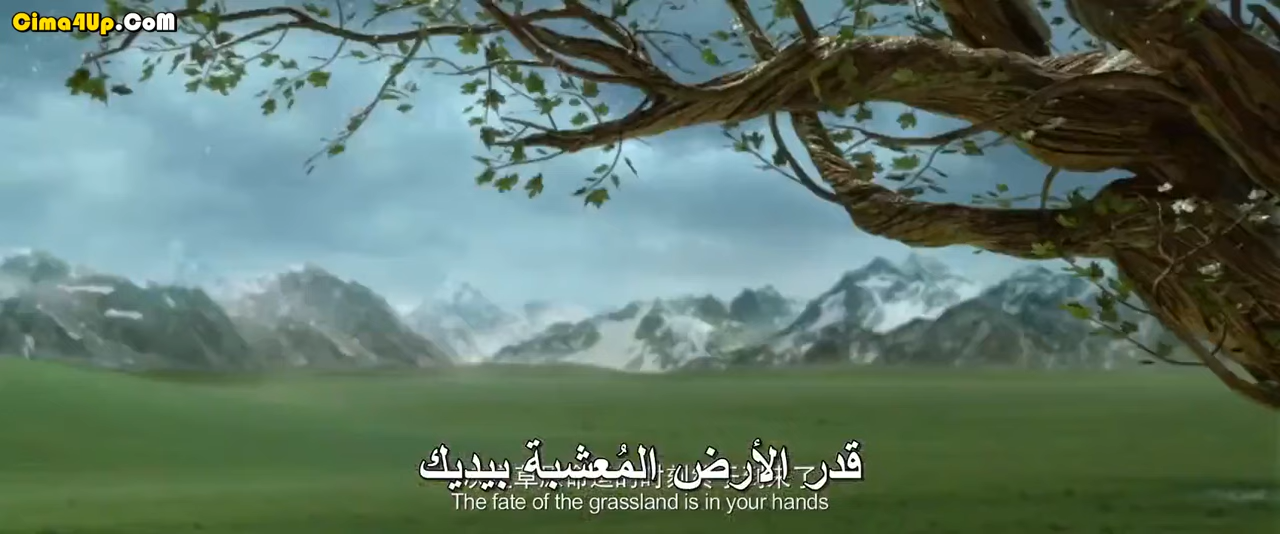 Cima4Up.CoM
قدر الأرض المُعشبة بيديك
The fate of the grassland is in your hands